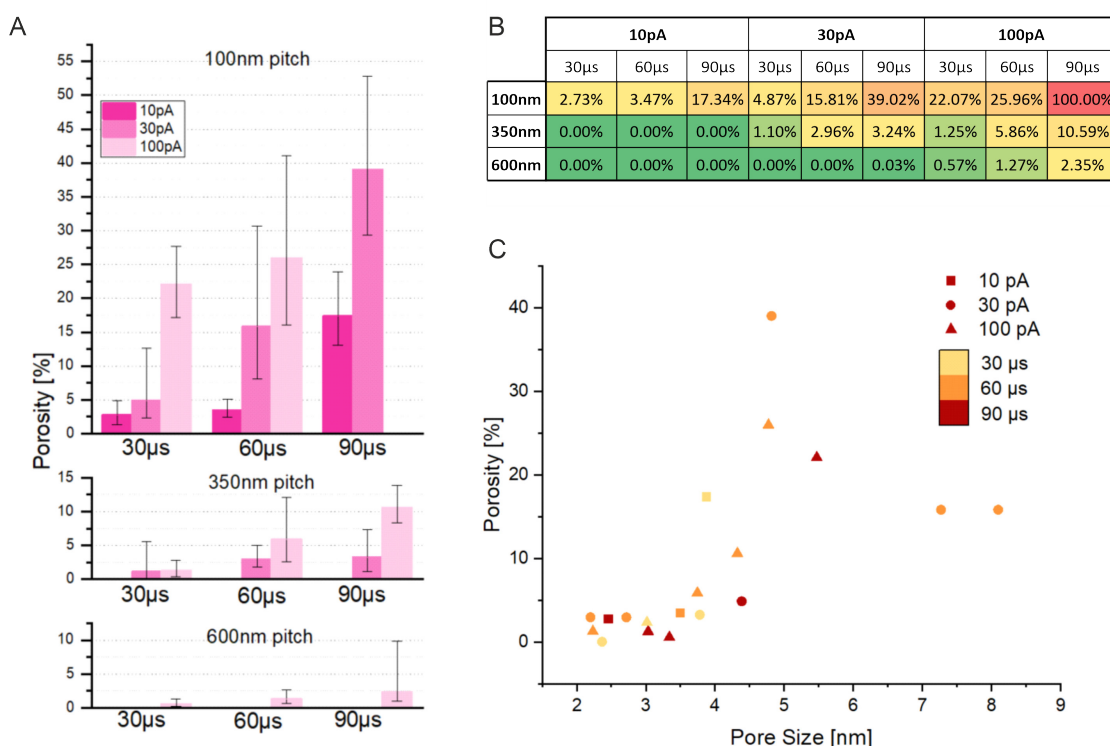 A
100nm pitch
10pA
30pA
100pA
55
50
45
40
35
30
25
20
15
10
5
0
30µs 60µs 90µs
Porosity [%]
350nm pitch
15
10
5
0
30µs 60µs 90µs
600nm pitch
10
5
0
30µs 60µs 90µs
B
10pA 30pA 100pA
30µs 60µs 90µs 30µs 60µs 90µs 30µs 60µs 90µs
100nm 2.73% 3.47% 17.34% 4.87% 15.81% 39.02% 22.07% 25.96% 100.00%
350nm 0.00% 0.00% 0.00% 1.10% 2.96% 3.24% 1.25% 5.86% 10.59%
600nm 0.00% 0.00% 0.00% 0.00% 0.00% 0.03% 0.57% 1.27% 2.35%
C
10 pA
30 pA
100 pA
30 µs
60 µs
90 µs
40
30
20
10
0
Porosity [%]
2 3 4 5 6 7 8 9
Pore Size [nm]